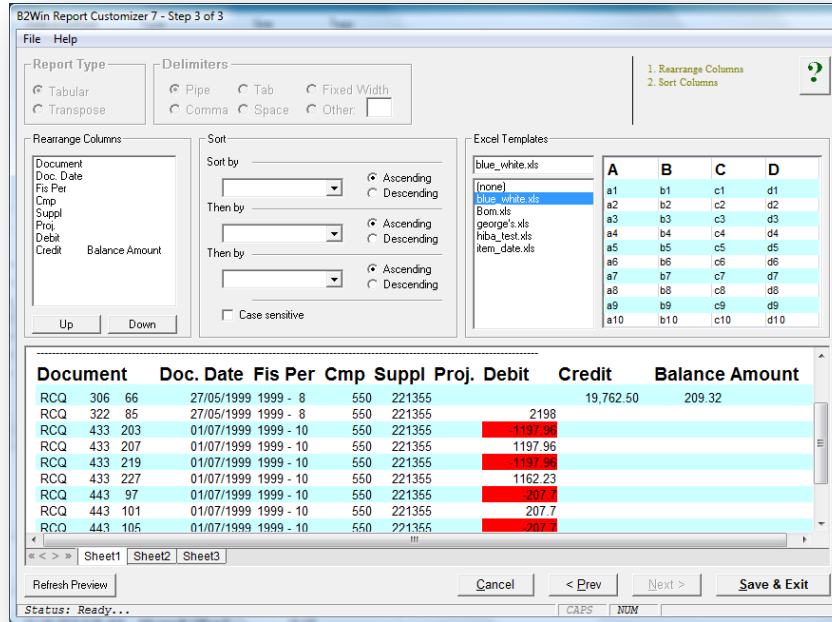 B2Win Report Customizer 7 - Step 3 of 3
File Help
Report Type
Tabular
Transpose
Delimiters
Pipe Tab Fixed Width
Comma Space Other:
1. Rearrange Columns
2. Sort Columns
?
Rearrange Columns
Document
Doc. Date
Fis Per
Cmp
Suppl
Proj.
Debit
Credit Balance Amount
Up Down
Sort
Sort by
Ascending
Descending
Then by
Ascending
Descending
Then by
Ascending
Descending
Case sensitive
Excel Templates
blue_white.xls
(none)
blue_white.xls
Bom.xls
george's.xls
hiba_test.xls
item_date.xls
A B C D
a1 b1 c1 d1
a2 b2 c2 d2
a3 b3 c3 d3
a4 b4 c4 d4
a5 b5 c5 d5
a6 b6 c6 d6
a7 b7 c7 d7
a8 b8 c8 d8
a9 b9 c9 d9
a10 b10 c10 d10
Document Doc. Date Fis Per Cmp Suppl Proj. Debit Credit Balance Amount
RCQ 306 66 27/05/1999 1999 - 8 550 221355 19,762.50 209.32
RCQ 322 85 27/05/1999 1999 - 8 550 221355 2198
RCQ 433 203 01/07/1999 1999 - 10 550 221355 -1197.96
RCQ 433 207 01/07/1999 1999 - 10 550 221355 1197.96
RCQ 433 219 01/07/1999 1999 - 10 550 221355 -1197.96
RCQ 433 227 01/07/1999 1999 - 10 550 221355 1162.23
RCQ 443 97 01/07/1999 1999 - 10 550 221355 -207.7
RCQ 443 101 01/07/1999 1999 - 10 550 221355 207.7
RCQ 443 105 01/07/1999 1999 - 10 550 221355 -207.7
« < > » Sheet1 Sheet2 Sheet3
Refresh Preview Cancel < Prev Next > Save & Exit
Status: Ready... CAPS NUM